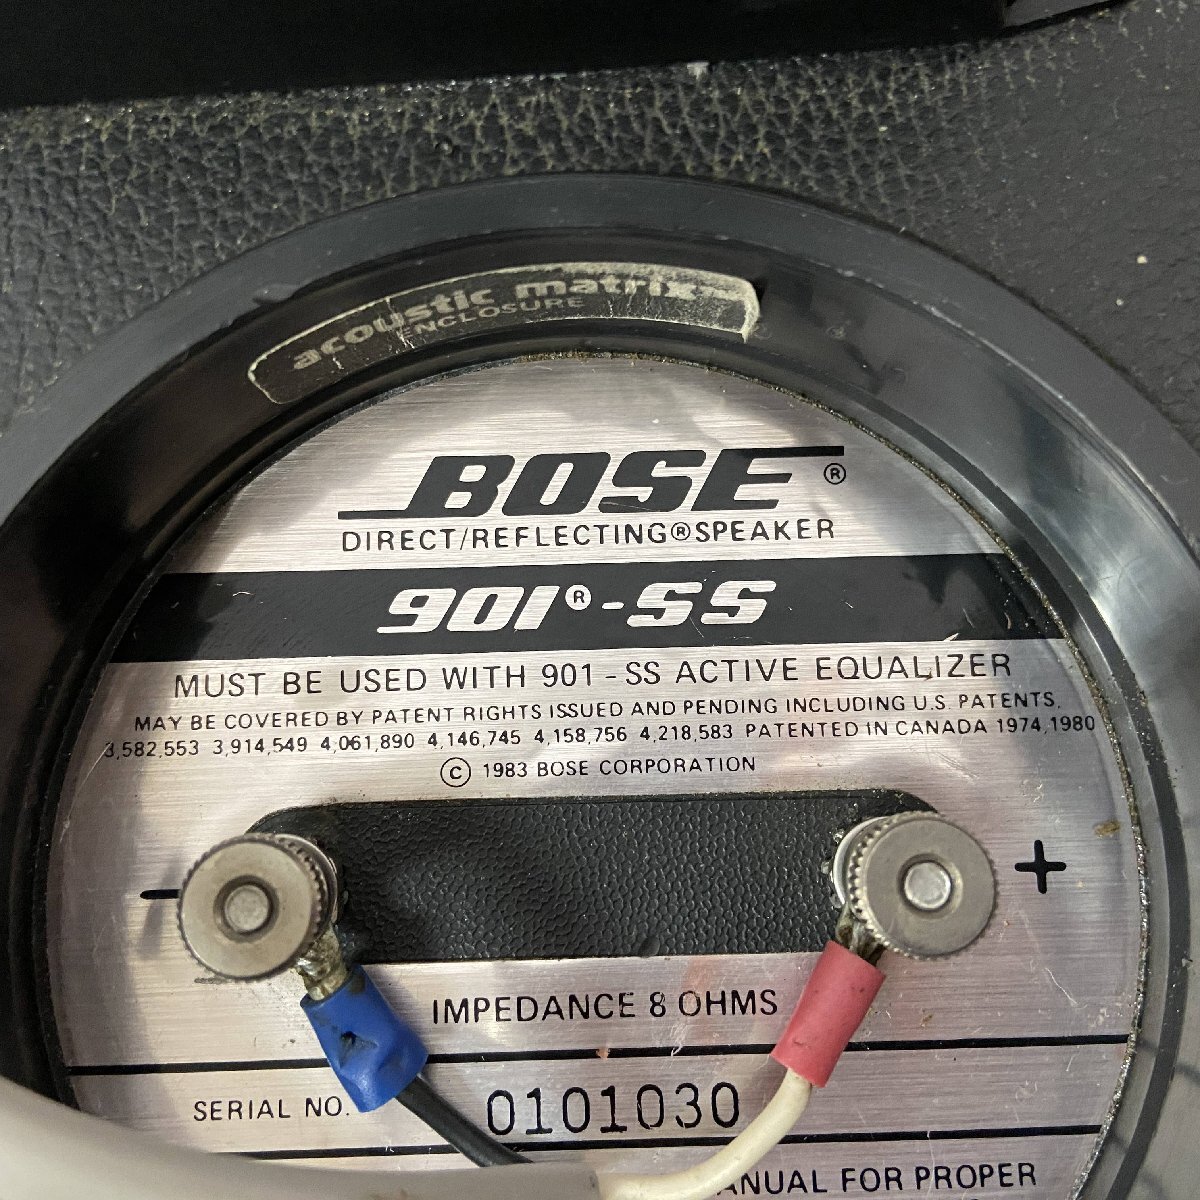 acoustic matrix
ENCLOSURE
BOSE®
DIRECT/REFLECTING® SPEAKER
901®-SS
MUST BE USED WITH 901-SS ACTIVE EQUALIZER
MAY BE COVERED BY PATENT RIGHTS ISSUED AND PENDING INCLUDING U.S. PATENTS,
3,582,553 3,914,549 4,061,890 4,146,745 4,158,756 4,218,583 PATENTED IN CANADA 1974,1980
© 1983 BOSE CORPORATION
- +
IMPEDANCE 8 OHMS
SERIAL NO. 0101030
ANUAL FOR PROPER